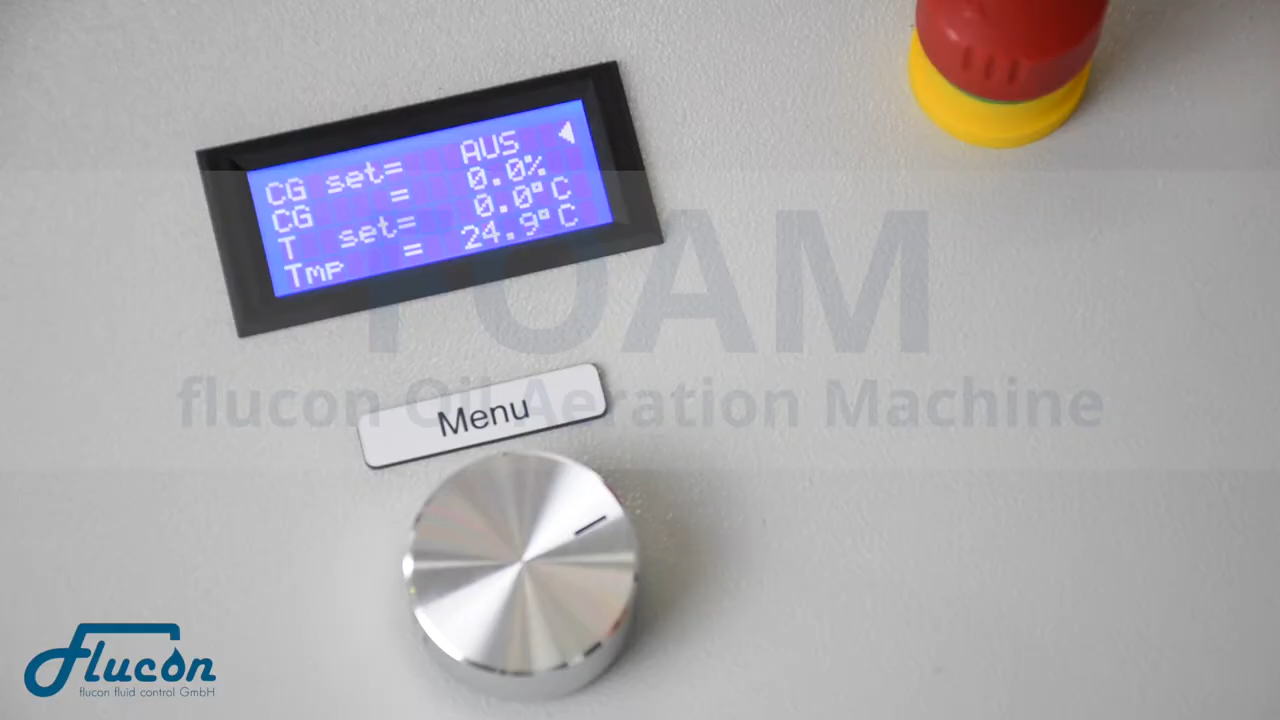 CG set= AUS
CG = 0.0%
T set= 0.0°C
Tmp = 24.9°C
FOAM
flucon Oil Aeration Machine
Menu
flucon
flucon fluid control GmbH